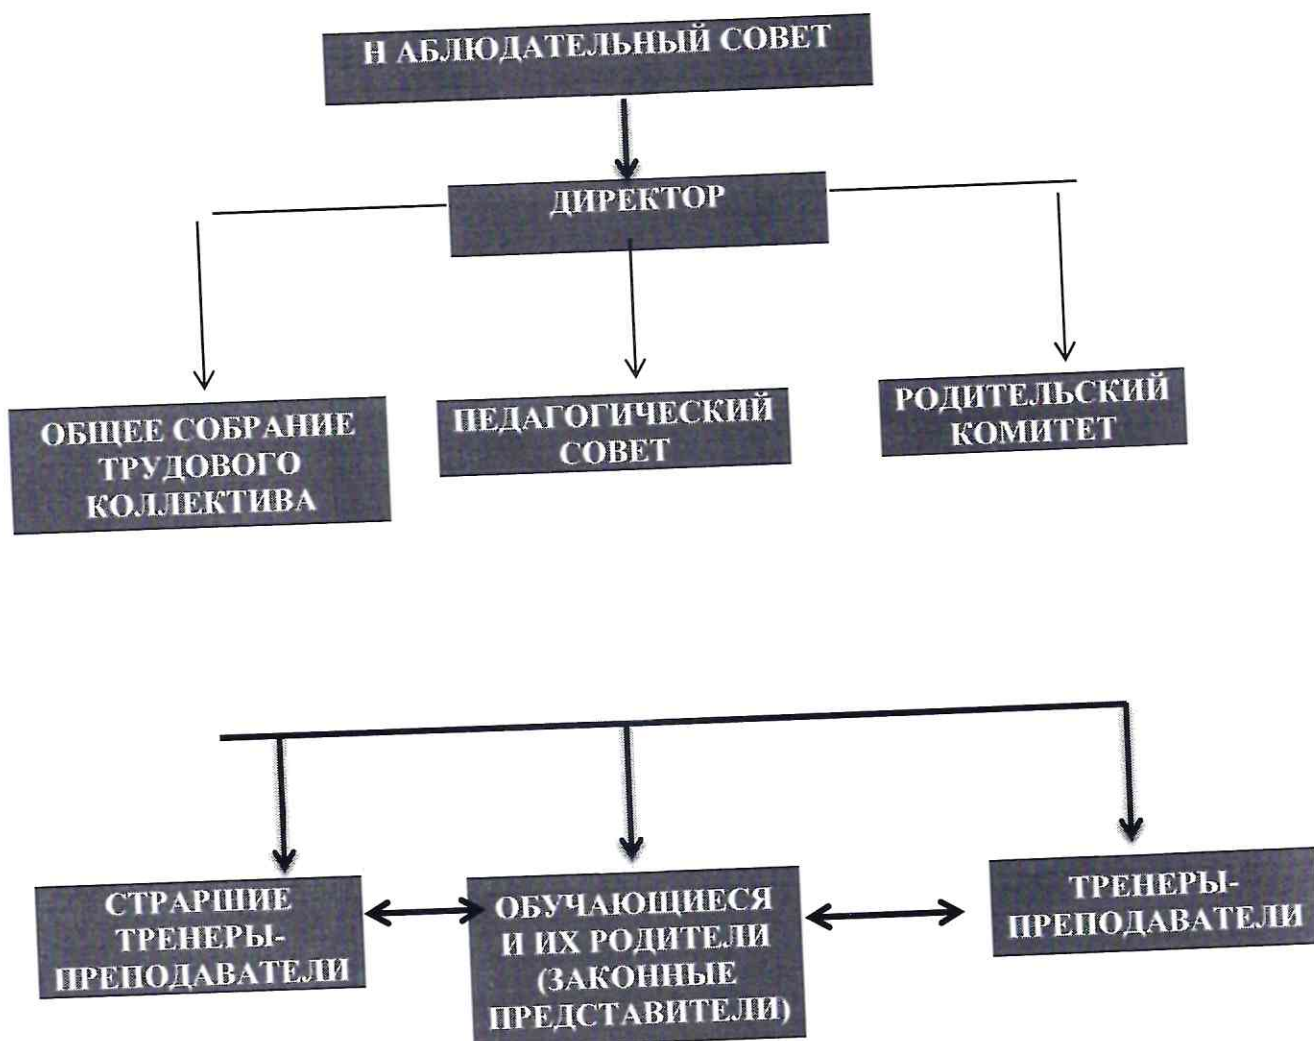 Н АБЛЮДАТЕЛЬНЫЙ СОВЕТ
ДИРЕКТОР
ОБЩЕЕ СОБРАНИЕ
ТРУДОВОГО
КОЛЛЕКТИВА
ПЕДАГОГИЧЕСКИЙ
СОВЕТ
РОДИТЕЛЬСКИЙ
КОМИТЕТ
СТРАРШИЕ
ТРЕНЕРЫ-
ПРЕПОДАВАТЕЛИ
ОБУЧАЮЩИЕСЯ
И ИХ РОДИТЕЛИ
(ЗАКОННЫЕ
ПРЕДСТАВИТЕЛИ)
ТРЕНЕРЫ-
ПРЕПОДАВАТЕЛИ